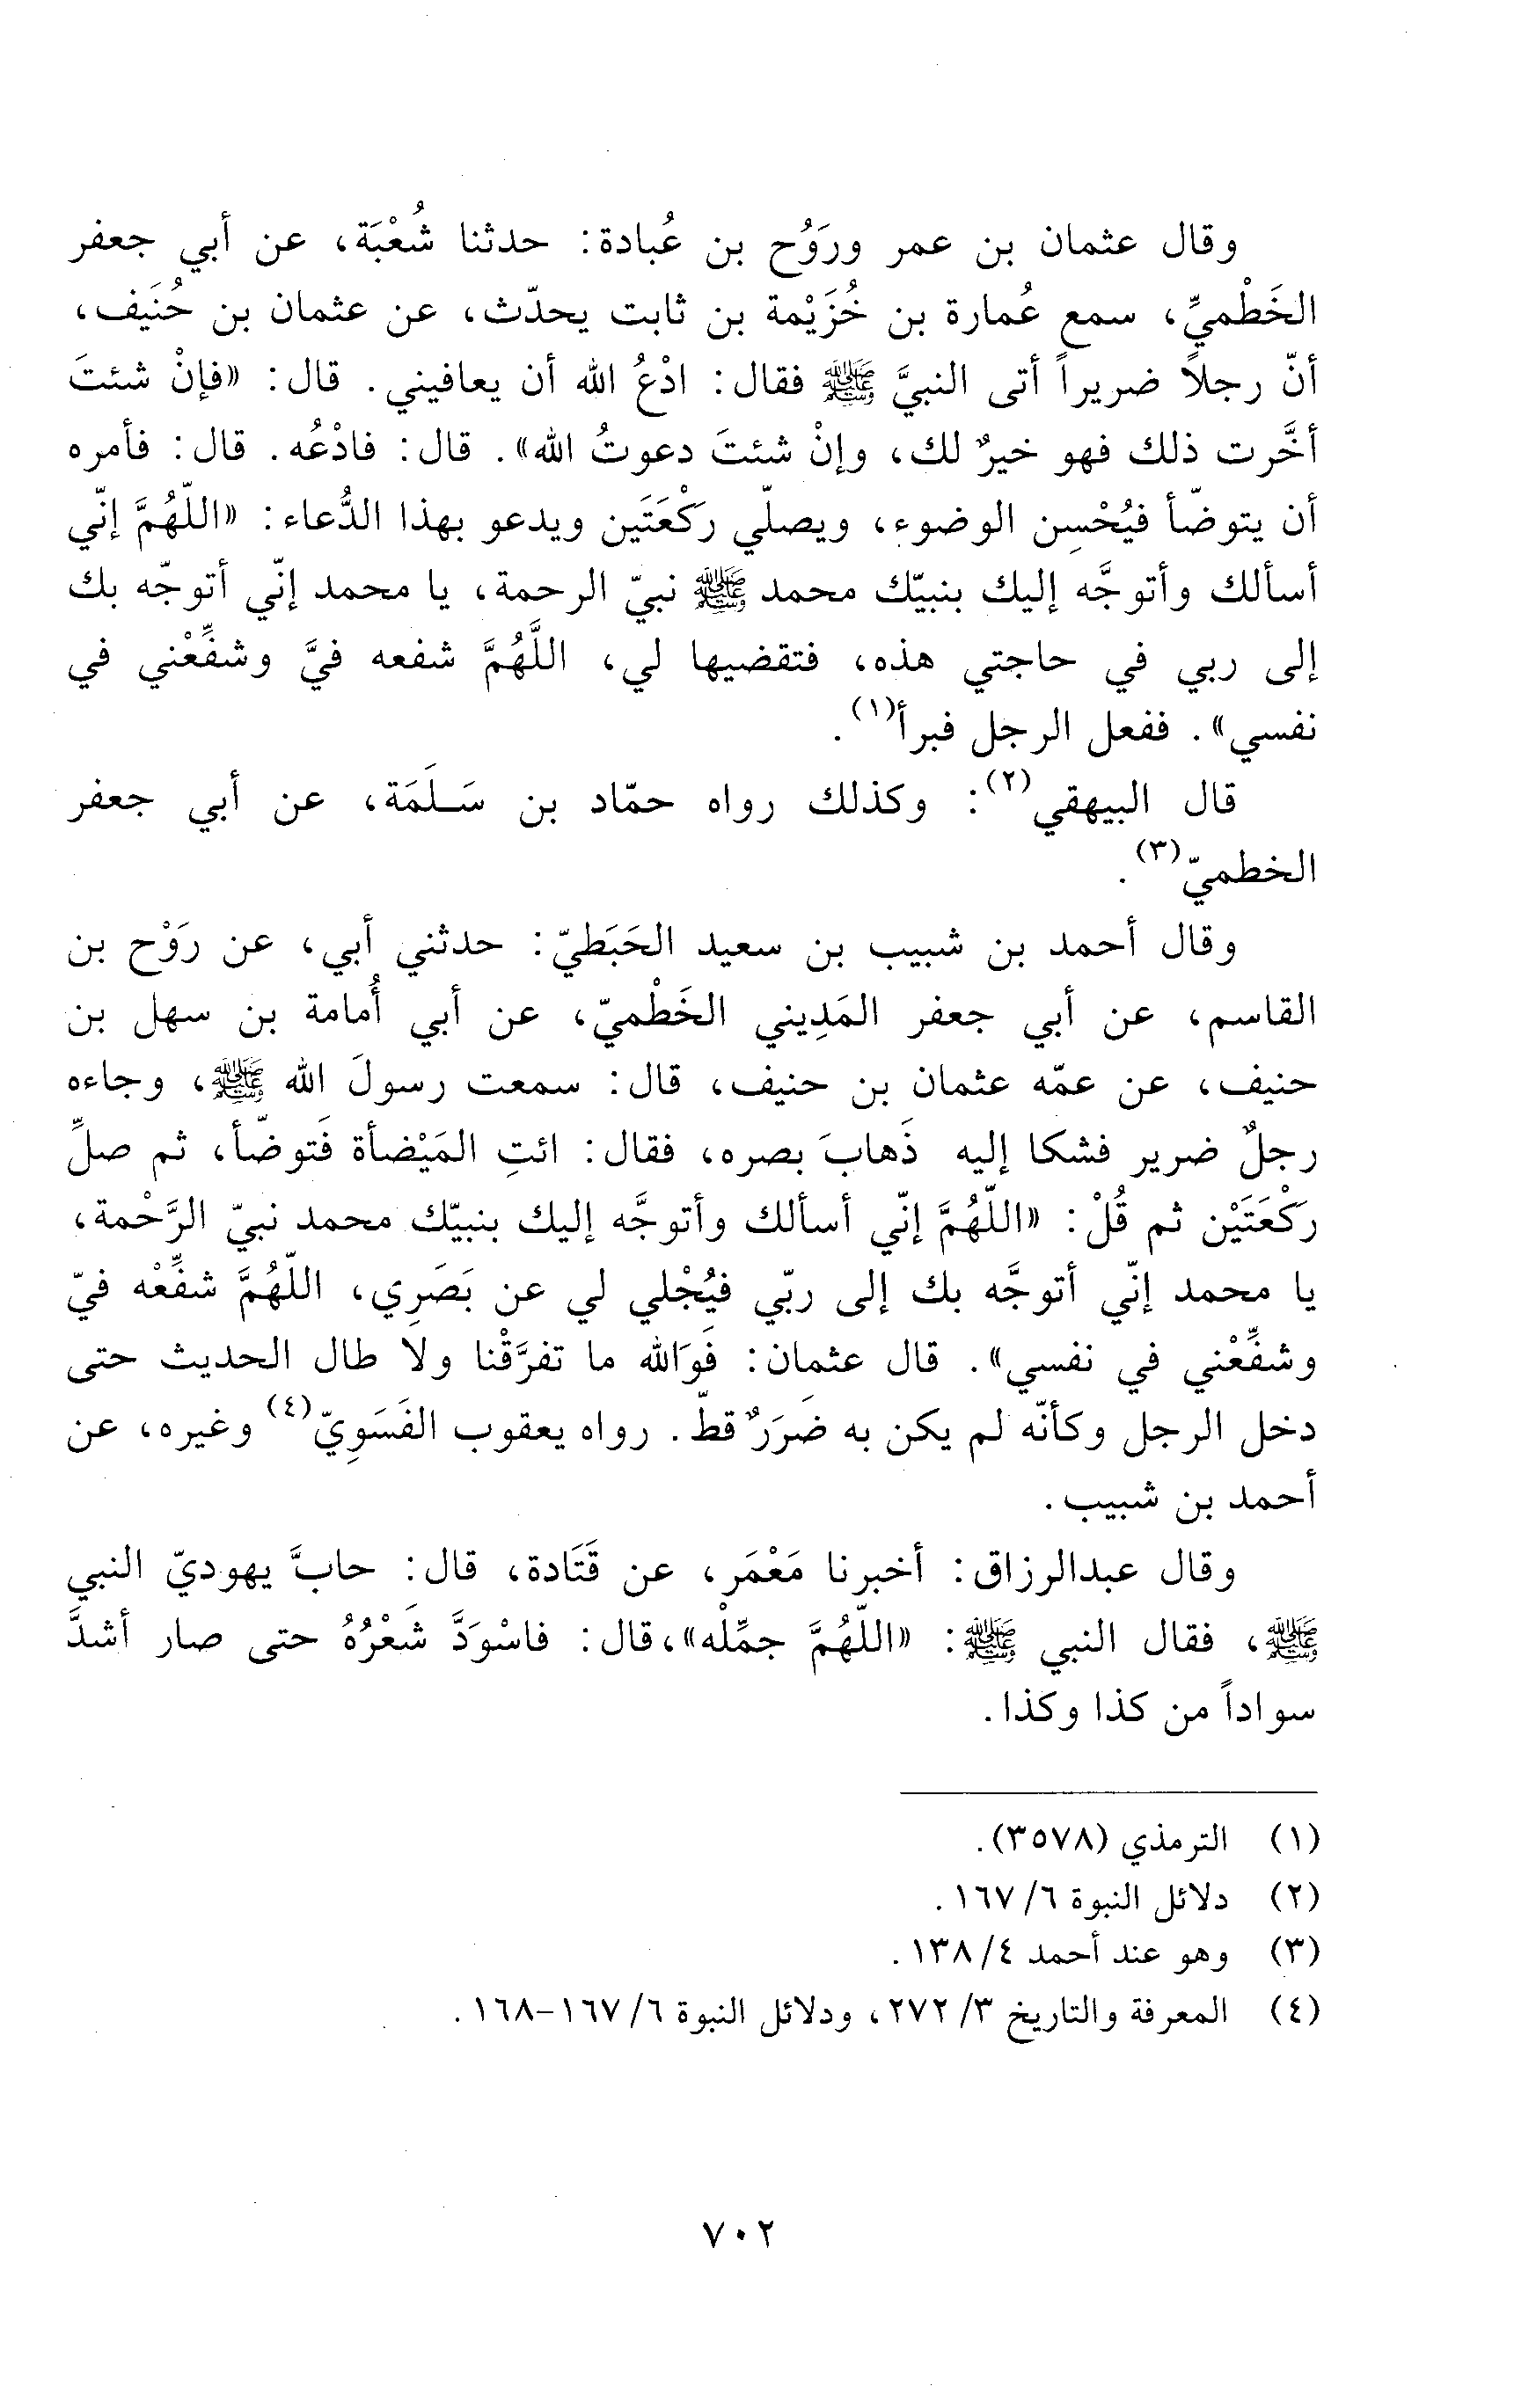 وقال عثمان بن عمر ورَوُح بن عُبادة: حدثنا شُعْبَة، عن أبي جعفر
الخَطْميِّ، سمع عُمارة بن خُزَيْمة بن ثابت يحدّث، عن عثمان بن حُنَيف،
أنّ رجلاً ضريراً أتى النبيَّ ﷺ فقال: ادْعُ الله أن يعافيني. قال: «فإنْ شئتَ
أخَّرت ذلك فهو خيرٌ لك، وإنْ شئتَ دعوتُ الله». قال: فادْعُه. قال: فأمره
أن يتوضّأ فيُحْسِن الوضوء، ويصلّي رَكْعَتَين ويدعو بهذا الدُّعاء: «اللّهُمَّ إنّي
أسألك وأتوجَّه إليك بنبيّك محمد ﷺ نبيّ الرحمة، يا محمد إنّي أتوجّه بك
إلى ربي في حاجتي هذه، فتقضيها لي، اللَّهُمَّ شفعه فيَّ وشفِّعْني في
نفسي». ففعل الرجل فبرأ(١).
قال البيهقي(٢): وكذلك رواه حمّاد بن سَلَمَة، عن أبي جعفر
الخطميّ(٣).
وقال أحمد بن شبيب بن سعيد الحَبَطيّ: حدثني أبي، عن رَوْح بن
القاسم، عن أبي جعفر المَدِيني الخَطْميّ، عن أبي أُمامة بن سهل بن
حنيف، عن عمّه عثمان بن حنيف، قال: سمعت رسولَ الله ﷺ، وجاءه
رجلٌ ضرير فشكا إليه ذَهابَ بصره، فقال: ائتِ المَيْضأة فَتوضّأ، ثم صلِّ
رَكْعَتَيْن ثم قُلْ: «اللّهُمَّ إنّي أسألك وأتوجَّه إليك بنبيّك محمد نبيّ الرَّحْمة،
يا محمد إنّي أتوجَّه بك إلى ربّي فيُجْلي لي عن بَصَرِي، اللّهُمَّ شفِّعْه فيّ
وشفِّعْني في نفسي». قال عثمان: فَوَالله ما تفرَّقْنا ولا طال الحديث حتى
دخل الرجل وكأنّه لم يكن به ضَرَرٌ قطّ. رواه يعقوب الفَسَوِيّ(٤) وغيره، عن
أحمد بن شبيب.
وقال عبدالرزاق: أخبرنا مَعْمَر، عن قَتَادة، قال: حابَّ يهوديّ النبي
ﷺ، فقال النبي ﷺ: «اللّهُمَّ جمِّلْه»، قال: فاسْوَدَّ شَعْرُهُ حتى صار أشدَّ
سواداً من كذا وكذا.
(١) الترمذي (٣٥٧٨).
(٢) دلائل النبوة ٦/ ١٦٧.
(٣) وهو عند أحمد ٤/ ١٣٨.
(٤) المعرفة والتاريخ ٣/ ٢٧٢، ودلائل النبوة ٦/ ١٦٧-١٦٨.
٧٠٢